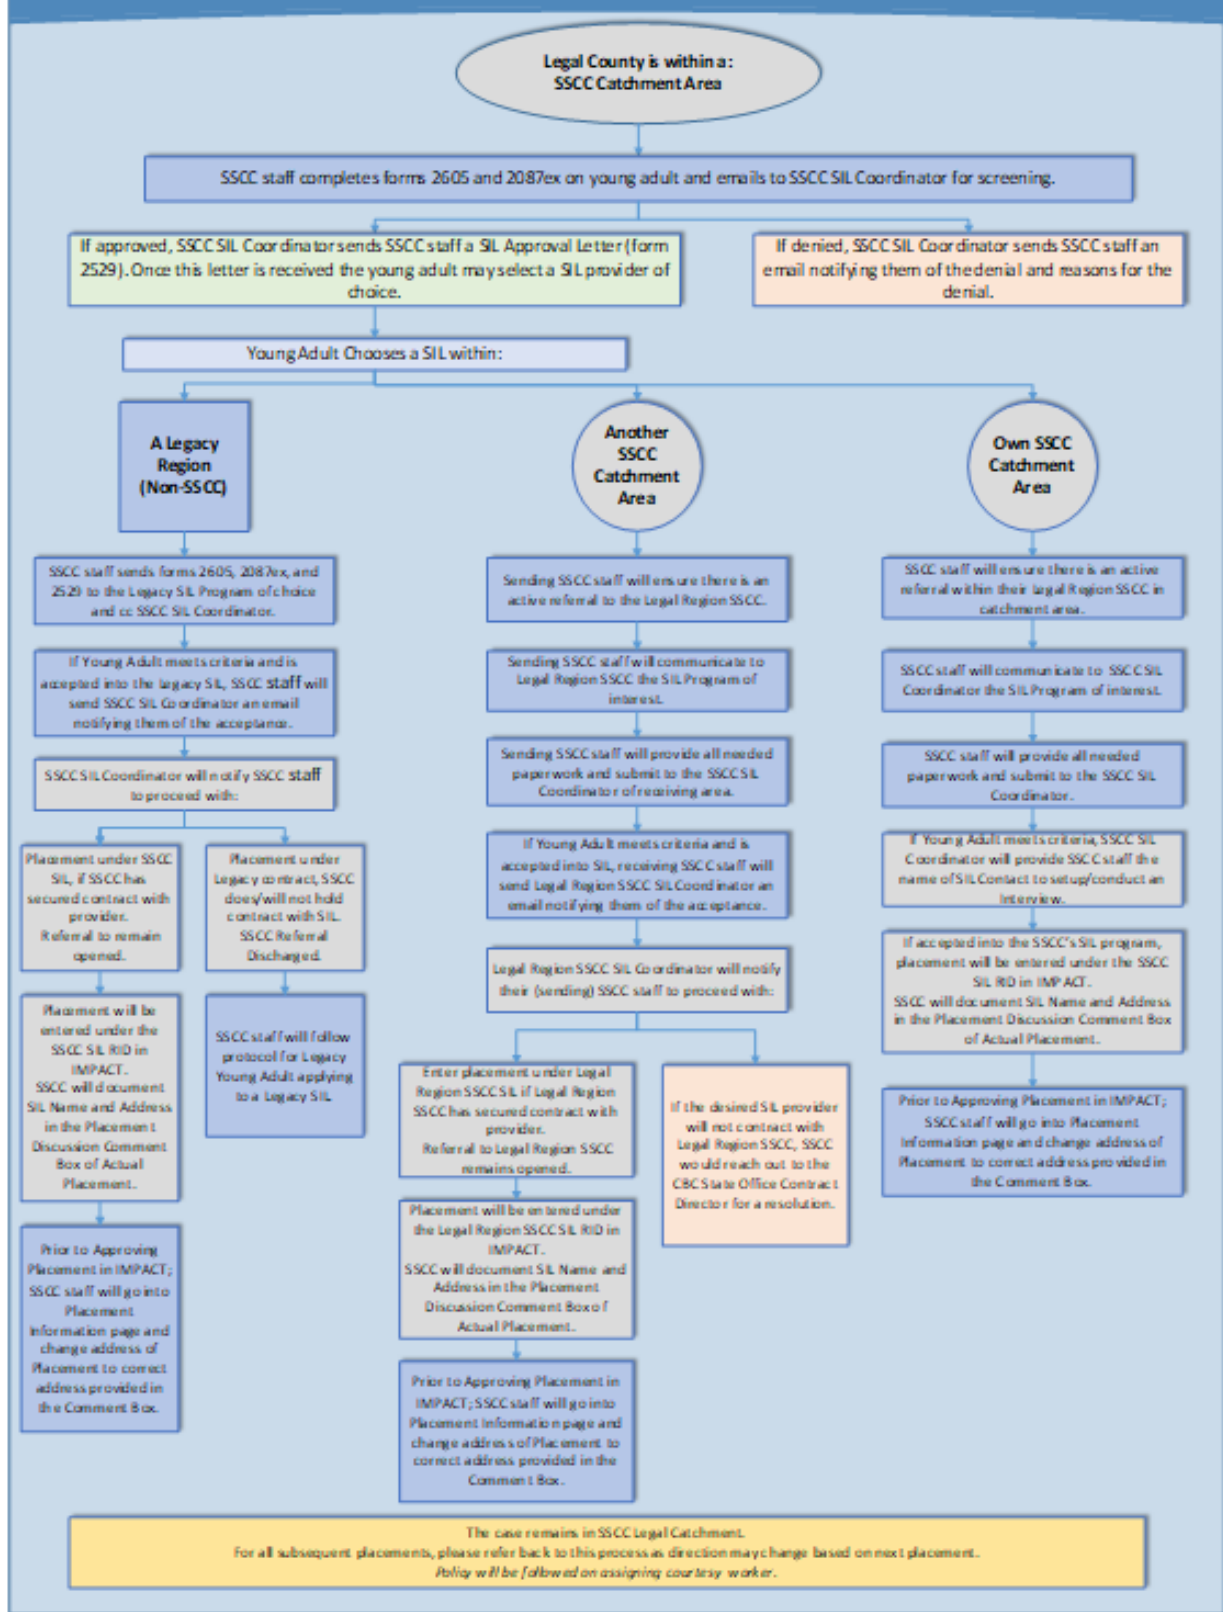 Legal County is within a:
SSCC Catchment Area
SSCC staff completes forms 2605 and 2087ex on young adult and emails to SSCC SIL Coordinator for screening.
If approved, SSCC SIL Coordinator sends SSCC staff a SIL Approval Letter (form
2529). Once this letter is received the young adult may select a SIL provider of
choice.
If denied, SSCC SIL Coordinator sends SSCC staff an
email notifying them of the denial and reasons for the
denial.
Young Adult Chooses a SIL within:
A Legacy
Region
(Non-SSCC)
SSCC staff sends forms 2605, 2087ex, and
2529 to the Legacy SIL Program of choice
and cc SSCC SIL Coordinator.
If Young Adult meets criteria and is
accepted into the Legacy SIL, SSCC staff will
send SSCC SIL Coordinator an email
notifying them of the acceptance.
SSCC SIL Coordinator will notify SSCC staff
to proceed with:
Placement under SSCC
SIL, if SSCC has
secured contract with
provider.
Referral to remain
opened.
Placement will be
entered under the
SSCC SIL RID in
IMPACT.
SSCC will document
SIL Name and Address
in the Placement
Discussion Comment
Box of Actual
Placement.
Prior to Approving
Placement in IMPACT;
SSCC staff will go into
Placement
Information page and
change address of
Placement to correct
address provided in
the Comment Box.
Placement under
Legacy contract, SSCC
does/will not hold
contract with SIL.
SSCC Referral
Discharged.
SSCC staff will follow
protocol for Legacy
Young Adult applying
to a Legacy SIL
Another
SSCC
Catchment
Area
Sending SSCC staff will ensure there is an
active referral to the Legal Region SSCC.
Sending SSCC staff will communicate to
Legal Region SSCC the SIL Program of
interest.
Sending SSCC staff will provide all needed
paperwork and submit to the SSCC SIL
Coordinator of receiving area.
If Young Adult meets criteria and is
accepted into SIL, receiving SSCC staff will
send Legal Region SSCC SIL Coordinator an
email notifying them of the acceptance.
Legal Region SSCC SIL Coordinator will notify
their (sending) SSCC staff to proceed with:
Enter placement under Legal
Region SSCC SIL if Legal Region
SSCC has secured contract with
provider.
Referral to Legal Region SSCC
remains opened.
Placement will be entered under
the Legal Region SSCC SIL RID in
IMPACT.
SSCC will document SIL Name and
Address in the Placement
Discussion Comment Box of
Actual Placement.
Prior to Approving Placement in
IMPACT; SSCC staff will go into
Placement Information page and
change address of Placement to
correct address provided in the
Comment Box.
If the desired SIL provider
will not contract with
Legal Region SSCC, SSCC
would reach out to the
CBC State Office Contract
Director for a resolution.
Own SSCC
Catchment
Area
SSCC staff will ensure there is an active
referral within their Legal Region SSCC in
catchment area.
SSCC staff will communicate to SSCC SIL
Coordinator the SIL Program of interest.
SSCC staff will provide all needed
paperwork and submit to the SSCC SIL
Coordinator.
If Young Adult meets criteria, SSCC SIL
Coordinator will provide SSCC staff the
name of SIL Contact to setup/conduct an
Interview.
If accepted into the SSCC's SIL program,
placement will be entered under the SSCC
SIL RID in IMPACT.
SSCC will document SIL Name and Address
in the Placement Discussion Comment Box
of Actual Placement.
Prior to Approving Placement in IMPACT;
SSCC staff will go into Placement
Information page and change address of
Placement to correct address provided in
the Comment Box.
The case remains in SSCC Legal Catchment.
For all subsequent placements, please refer back to this process as direction may change based on next placement.
Policy will be followed on assigning courtesy worker.